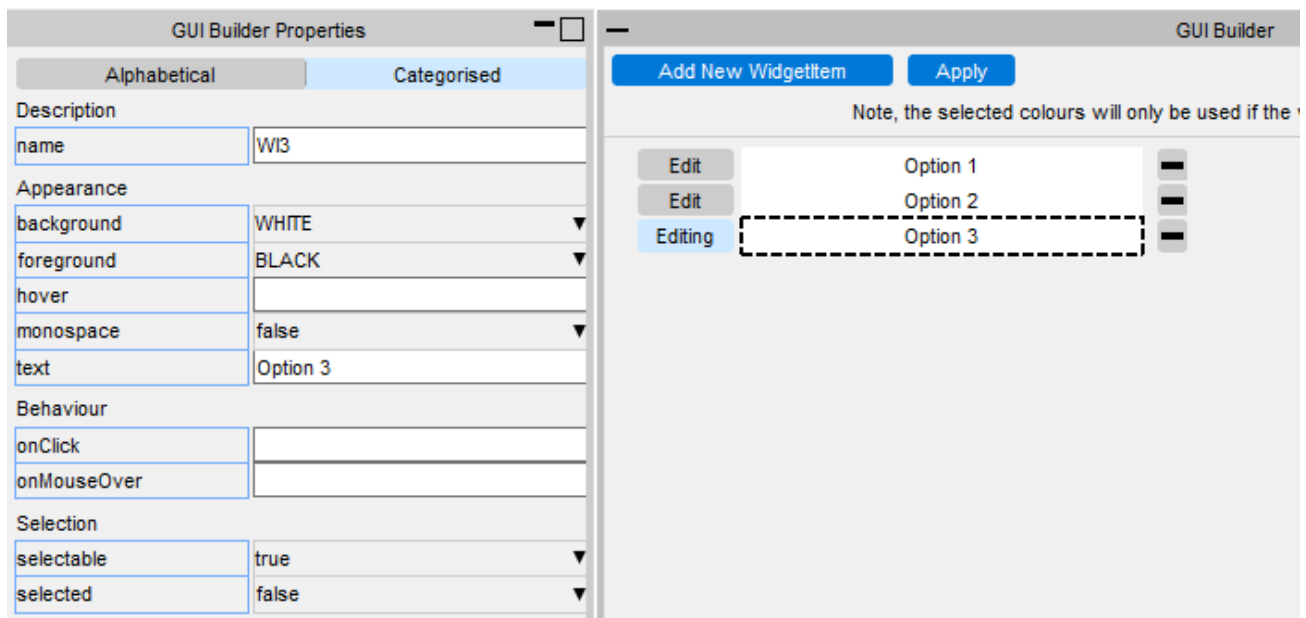 GUI Builder Properties
Alphabetical Categorised
Description
name WI3
Appearance
background WHITE
foreground BLACK
hover
monospace false
text Option 3
Behaviour
onClick
onMouseOver
Selection
selectable true
selected false
GUI Builder
Add New WidgetItem Apply
Note, the selected colours will only be used if the
Edit Option 1
Edit Option 2
Editing Option 3